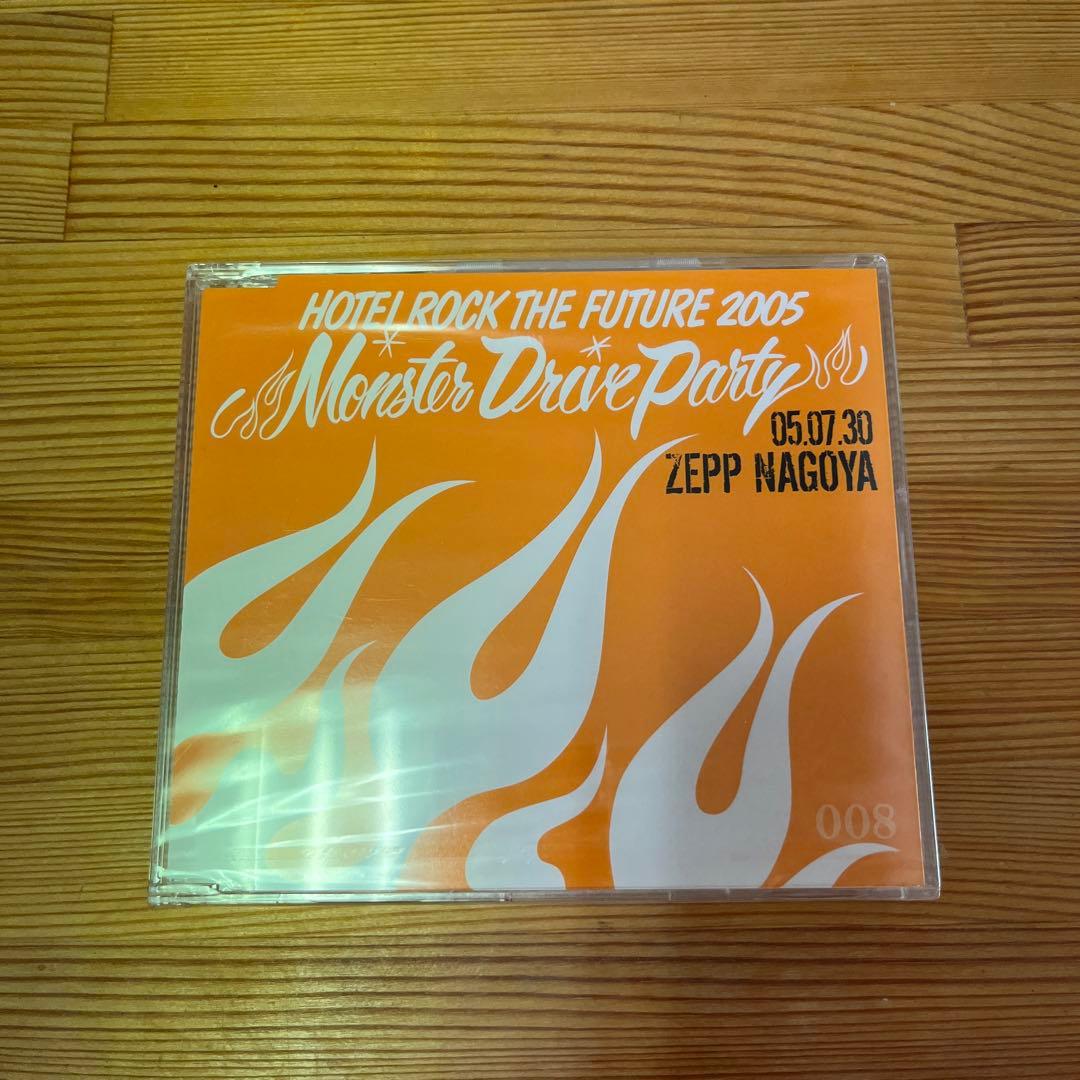 HOTEI ROCK THE FUTURE 2005
Monster Drive Party
05.07.30
ZEPP NAGOYA
008